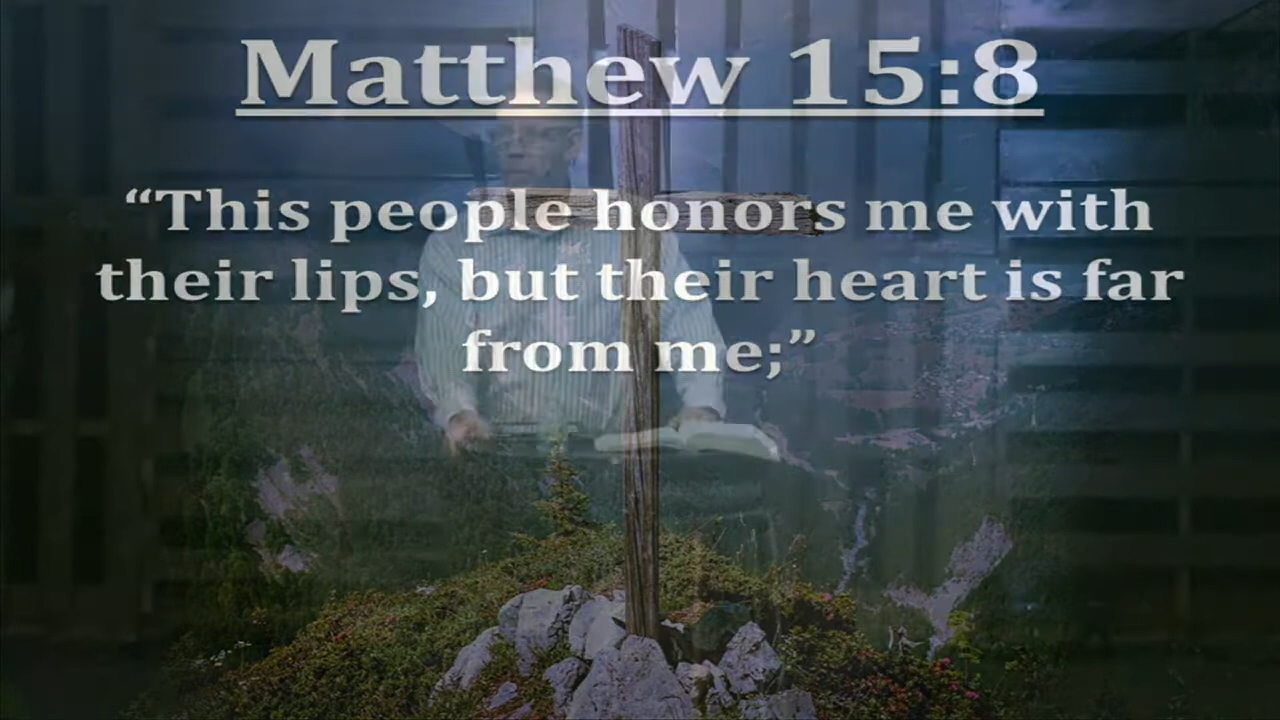 Matthew 15:8
“This people honors me with
their lips, but their heart is far
from me;”